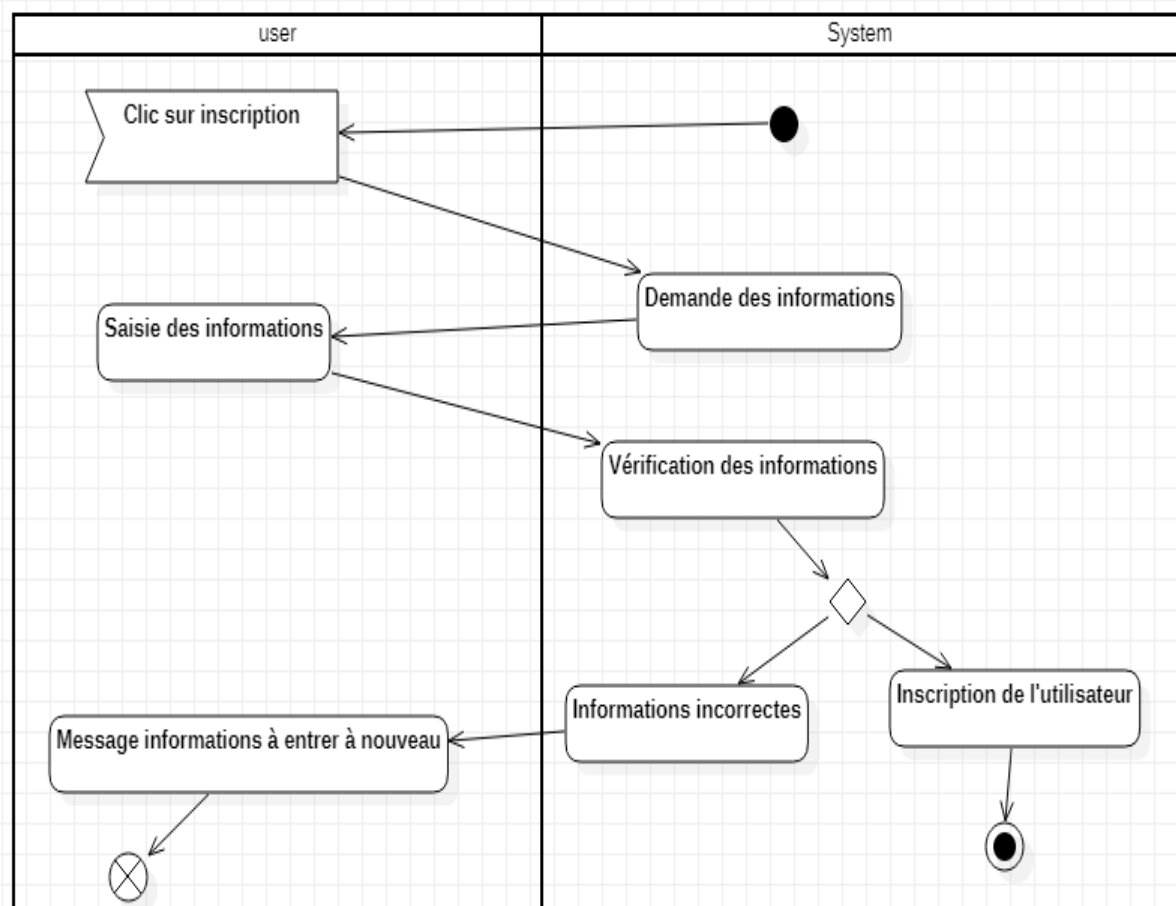 user
System
Clic sur inscription
Demande des informations
Saisie des informations
Vérification des informations
Informations incorrectes
Inscription de l'utilisateur
Message informations à entrer à nouveau